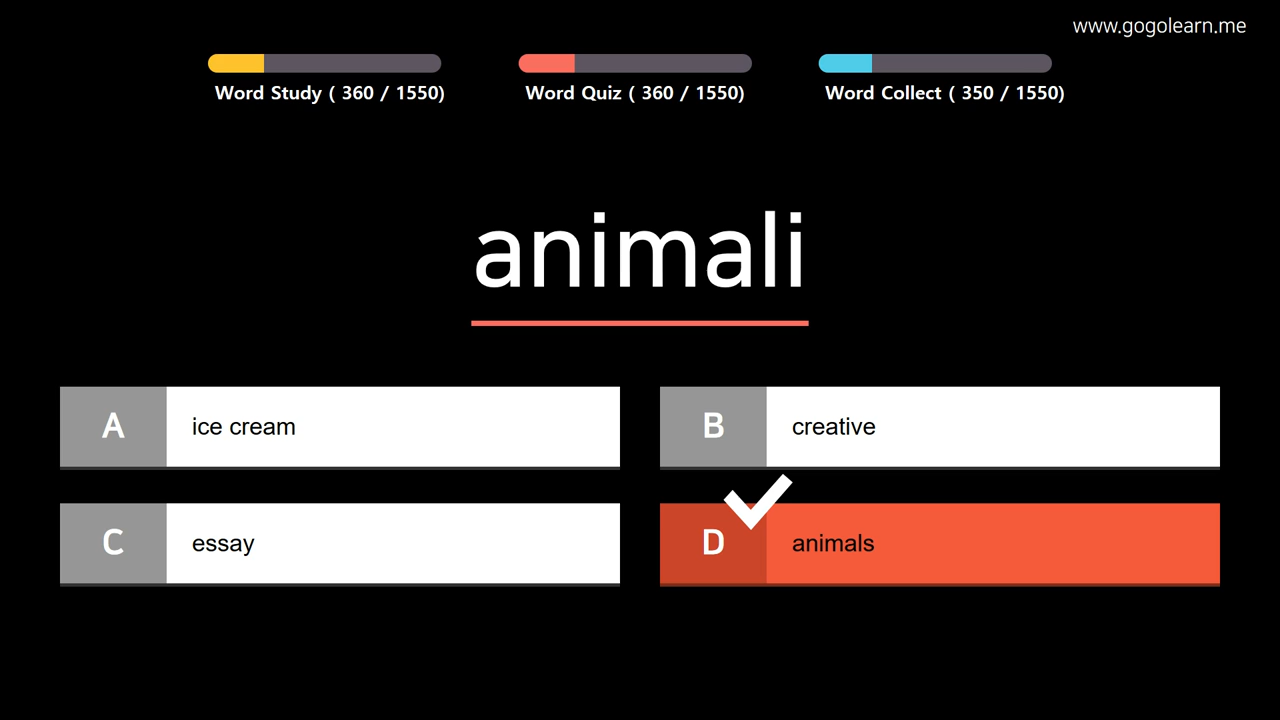 www.gogolearn.me
Word Study ( 360 / 1550)
Word Quiz ( 360 / 1550)
Word Collect ( 350 / 1550)
animali
A
ice cream
B
creative
C
essay
D
animals